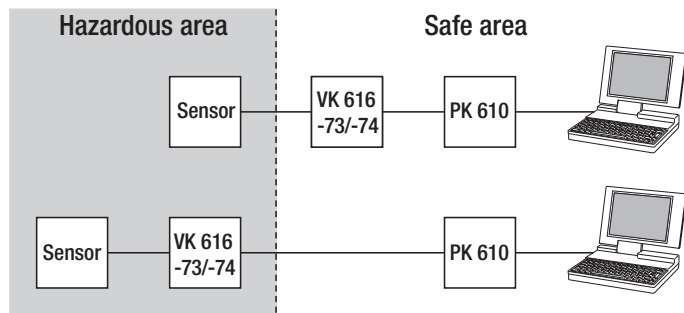 Hazardous area
Safe area
Sensor
VK 616
-73/-74
PK 610
Sensor
VK 616
-73/-74
PK 610